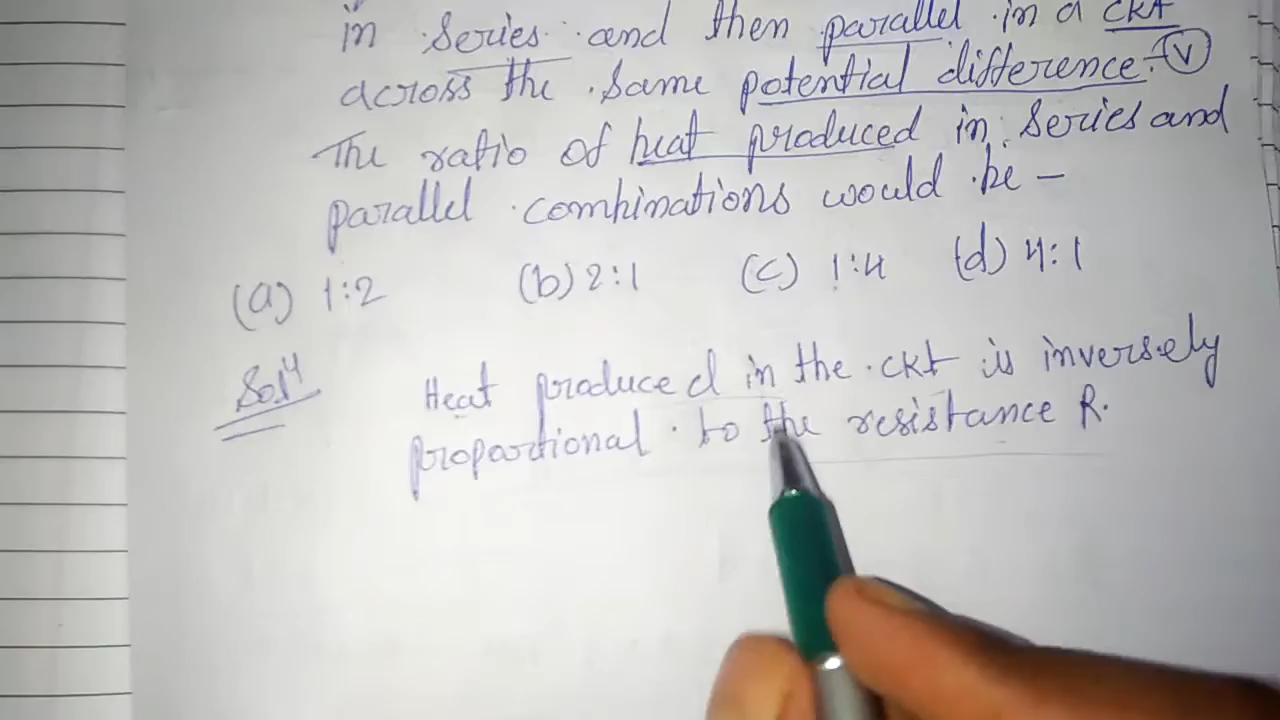 in series and then parallel in a ckt
across the same potential difference. (V)
The ratio of heat produced in series and
parallel combinations would be -
(a) 1:2 (b) 2:1 (c) 1:4 (d) 4:1
Soln Heat produced in the ckt is inversely
proportional to the resistance R.